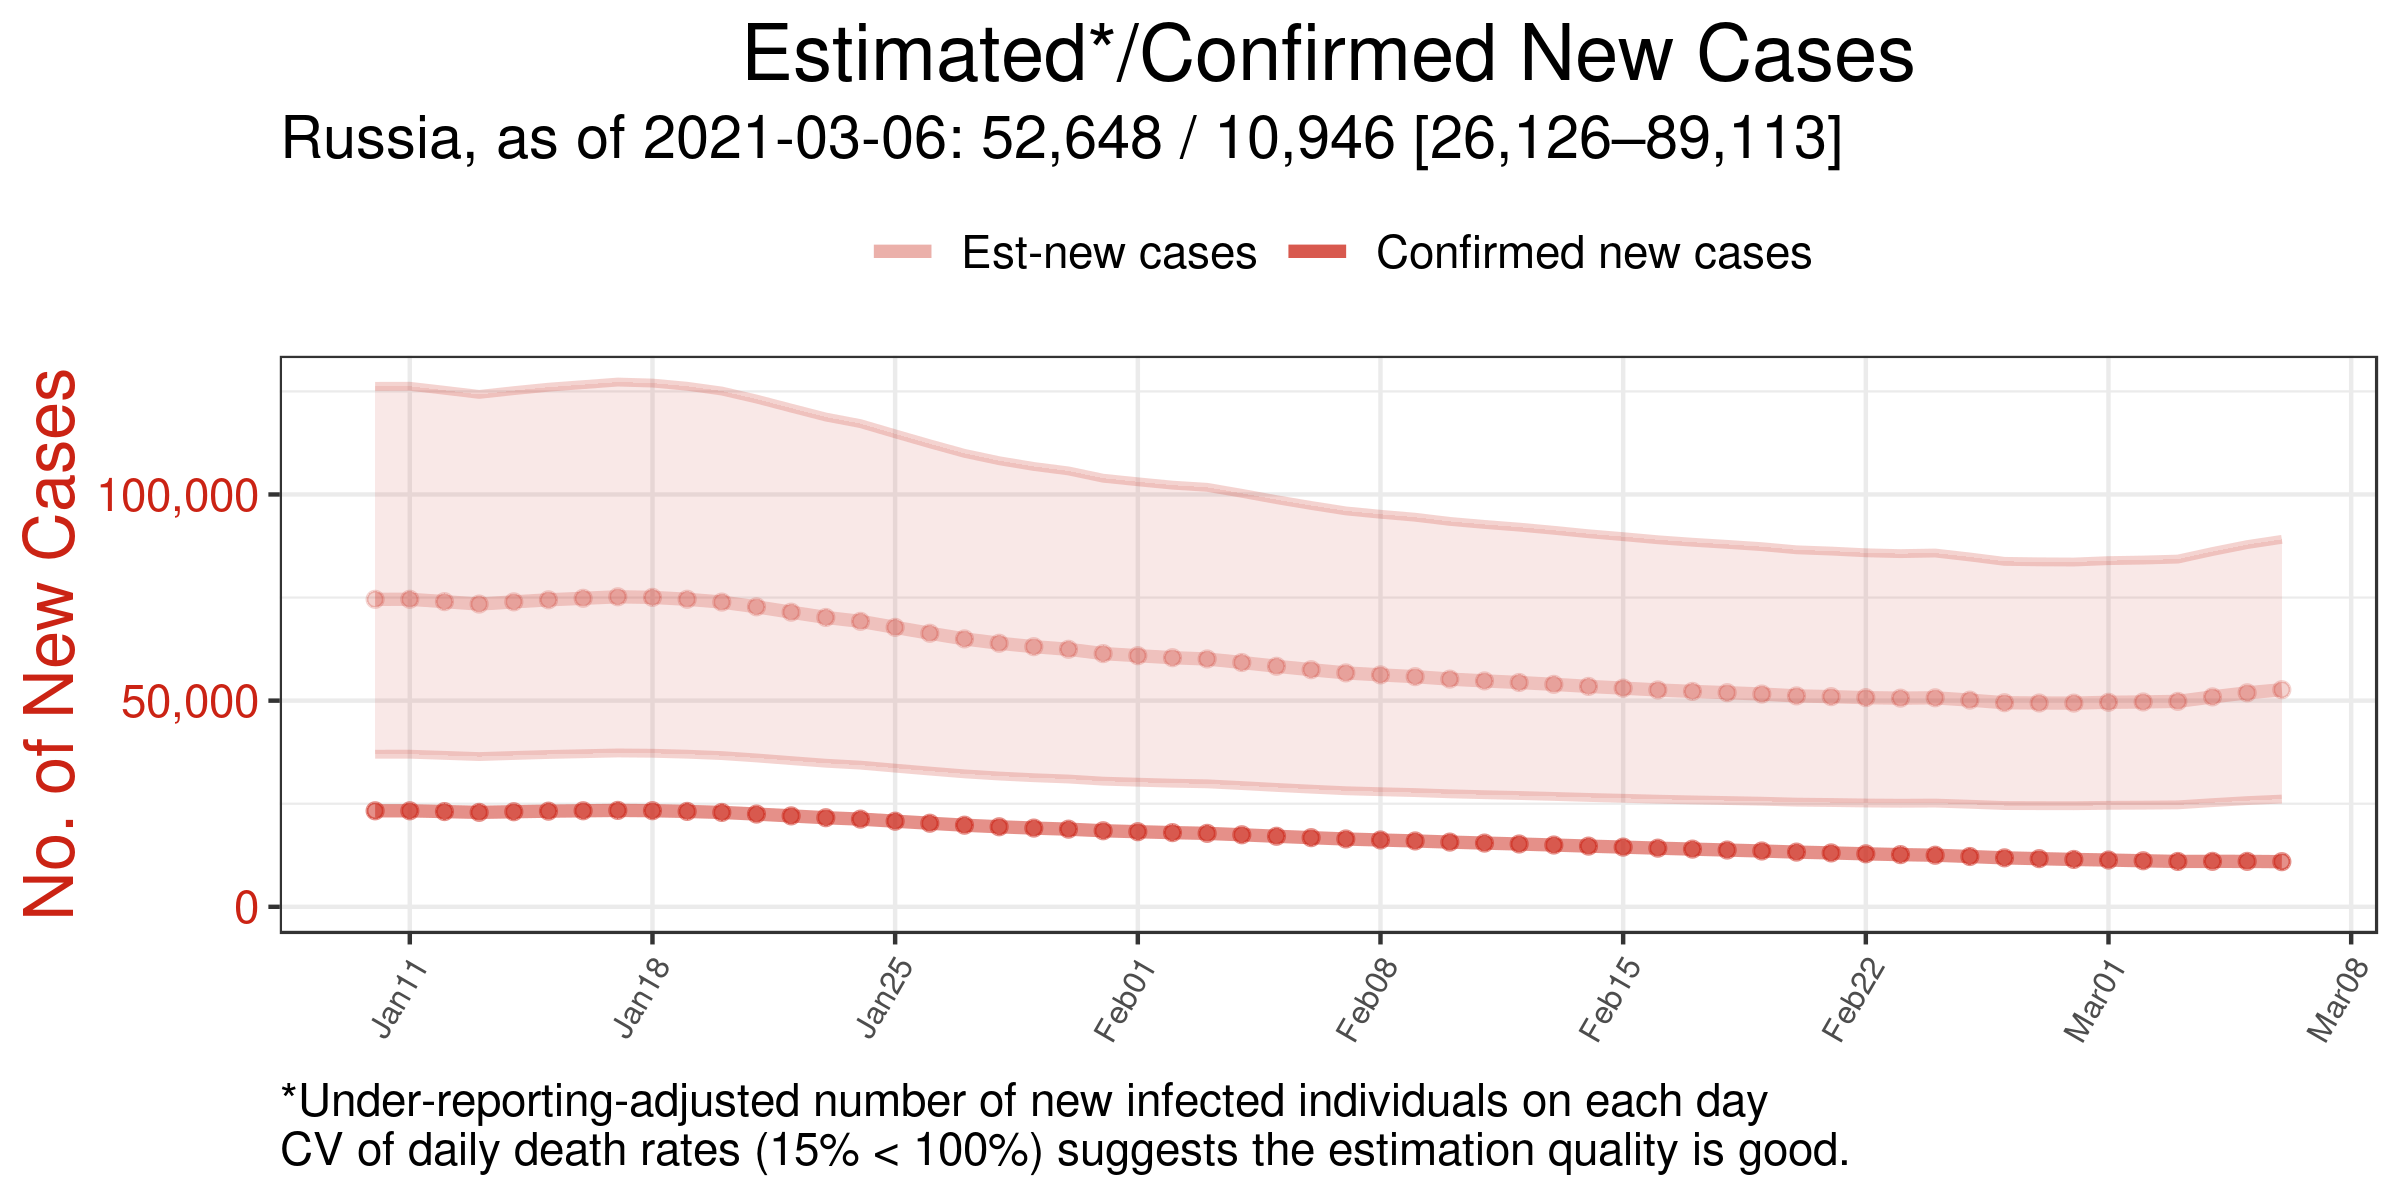 Estimated*/Confirmed New Cases
Russia, as of 2021-03-06: 52,648 / 10,946 [26,126–89,113]
Est-new cases
Confirmed new cases
No. of New Cases
100,000
50,000
0
Jan11
Jan18
Jan25
Feb01
Feb08
Feb15
Feb22
Mar01
Mar08
*Under-reporting-adjusted number of new infected individuals on each day
CV of daily death rates (15% < 100%) suggests the estimation quality is good.